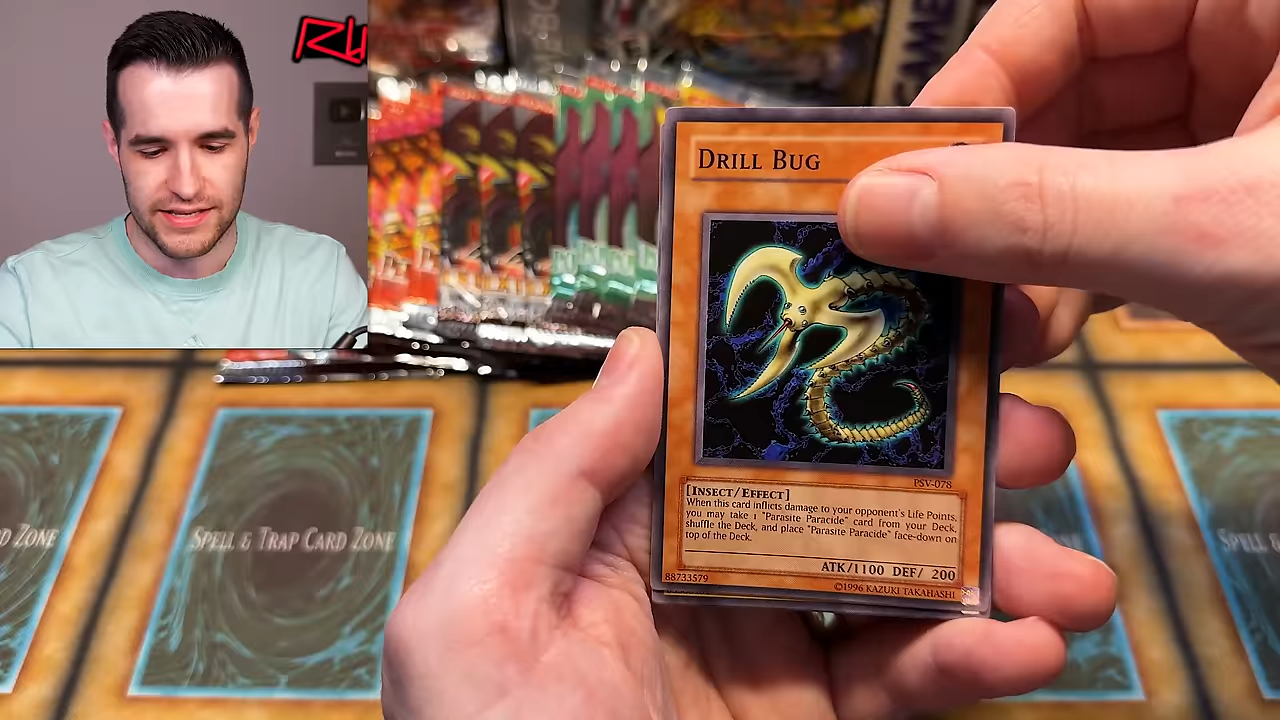 RU
GAME
DRILL BUG
PSV-078
[INSECT/EFFECT]
When this card inflicts damage to your opponent's Life Points,
you may take 1 "Parasite Paracide" card from your Deck,
shuffle the Deck, and place "Parasite Paracide" face-down on
top of the Deck.
ATK/1100 DEF/ 200
88733579
©1996 KAZUKI TAKAHASHI
D ZONE
SPELL & TRAP CARD ZONE
SPELL &